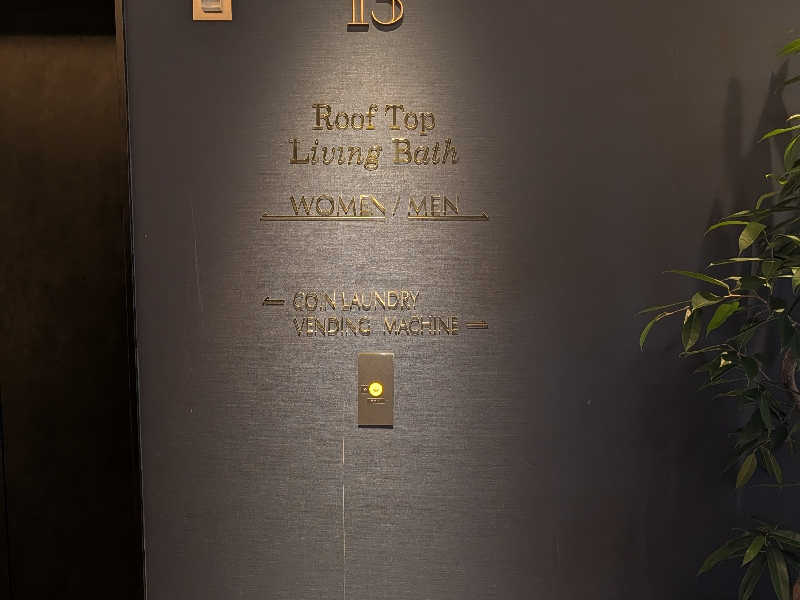 13
Roof Top
Living Bath
WOMEN / MEN
COIN LAUNDRY
VENDING MACHINE